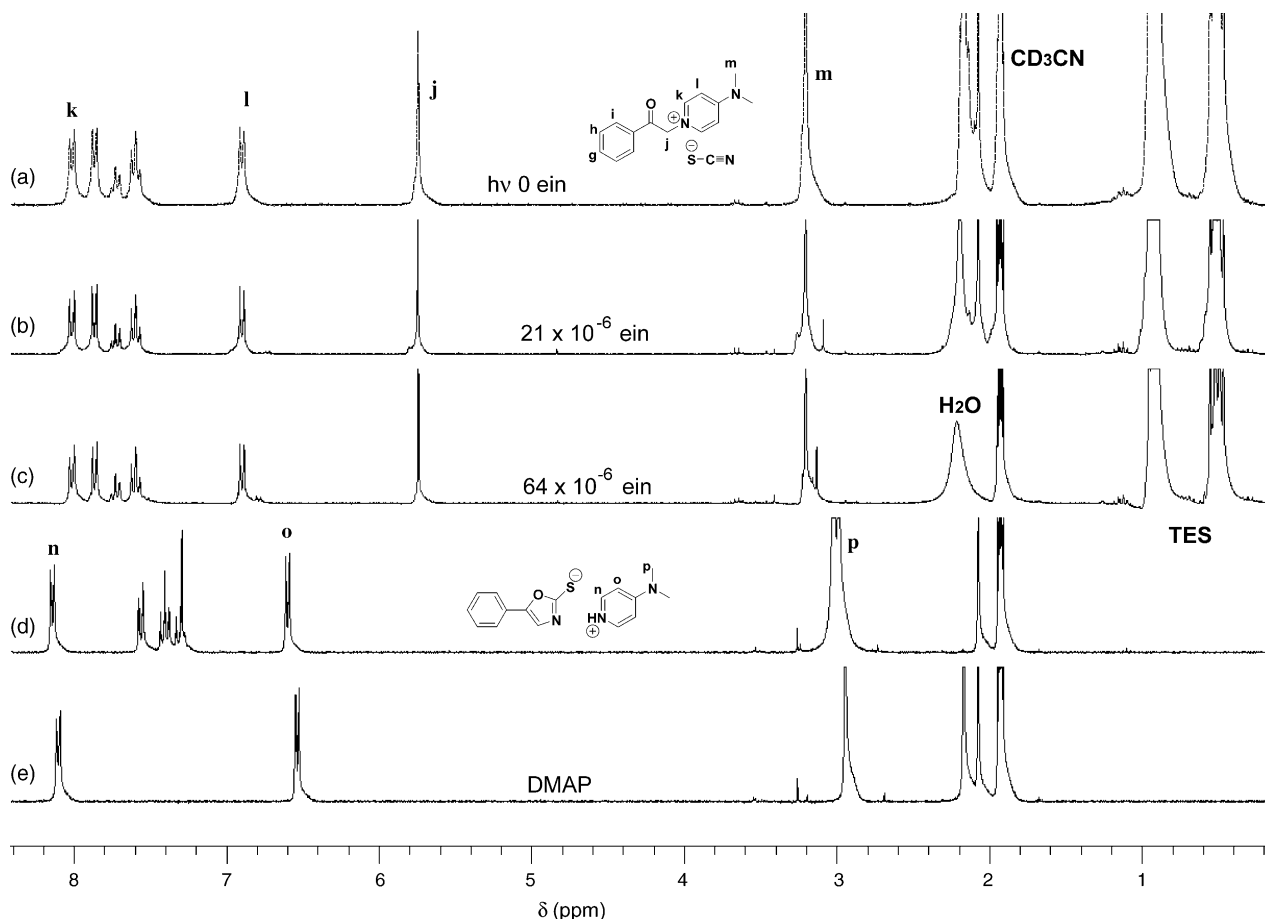 k
l
j
m
CD3CN
m
l
N
k
O
N
+
i
h
g
j
−
S–C≡N
(a)
hν 0 ein
(b)
21 x 10-6 ein
H2O
(c)
64 x 10-6 ein
TES
n
o
p
S
−
O
N
p
o
N
n
HN
+
(d)
(e)
DMAP
8 7 6 5 4 3 2 1
δ (ppm)